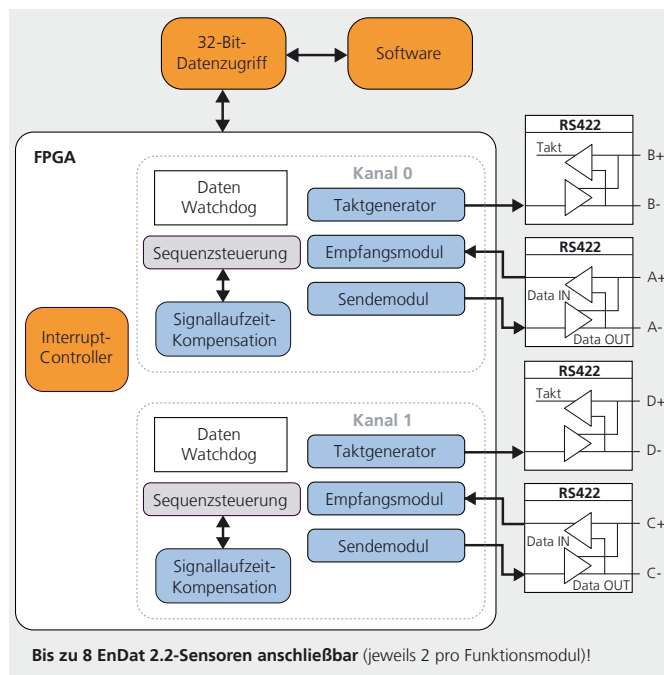 32-Bit-
Datenzugriff
Software
FPGA
Kanal 0
Daten
Watchdog
Taktgenerator
Sequenzsteuerung
Empfangsmodul
Signallaufzeit-
Kompensation
Sendemodul
Interrupt-
Controller
Kanal 1
Daten
Watchdog
Taktgenerator
Sequenzsteuerung
Empfangsmodul
Signallaufzeit-
Kompensation
Sendemodul
RS422
Takt
B+
B-
RS422
A+
Data IN
A-
Data OUT
RS422
Takt
D+
D-
RS422
C+
Data IN
C-
Data OUT
Bis zu 8 EnDat 2.2-Sensoren anschließbar (jeweils 2 pro Funktionsmodul)!